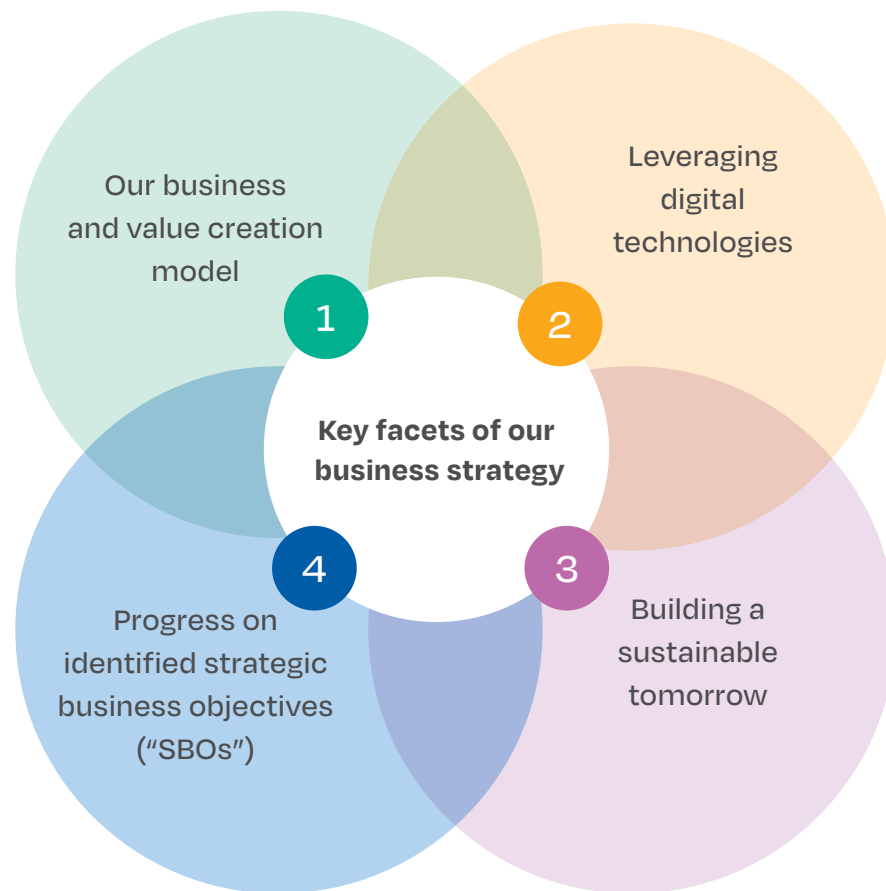 Our business
and value creation
model
1
Leveraging
digital
technologies
2
Key facets of our
business strategy
3
Building a
sustainable
tomorrow
4
Progress on
identified strategic
business objectives
(“SBOs”)